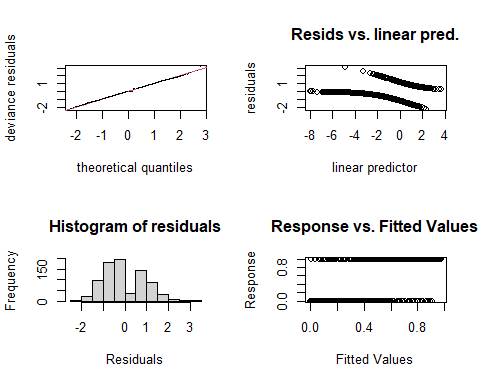 deviance residuals
1
-2
-2 -1 0 1 2 3
theoretical quantiles
Resids vs. linear pred.
residuals
1
-2
-8 -6 -4 -2 0 2 4
linear predictor
Histogram of residuals
Frequency
150
0
-2 0 1 2 3
Residuals
Response vs. Fitted Values
Response
0.8
0.0
0.0 0.4 0.8
Fitted Values